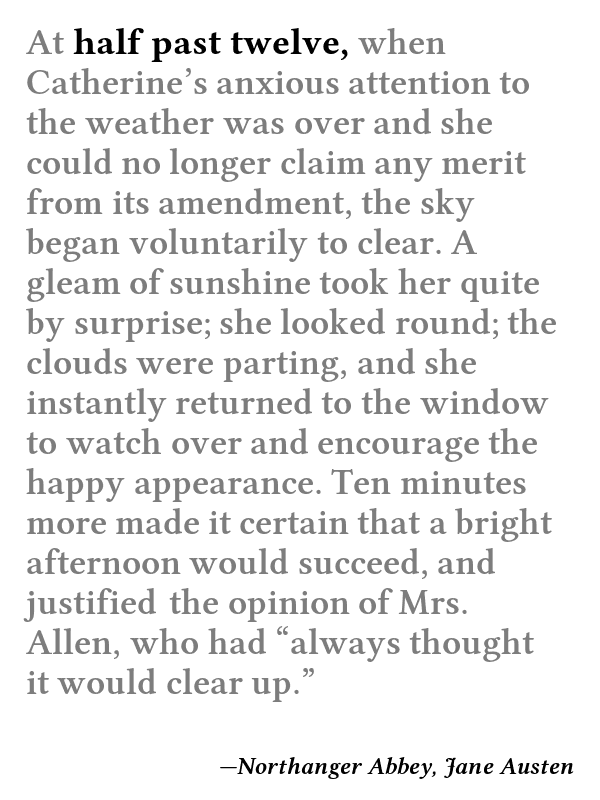 At half past twelve, when
Catherine’s anxious attention to
the weather was over and she
could no longer claim any merit
from its amendment, the sky
began voluntarily to clear. A
gleam of sunshine took her quite
by surprise; she looked round; the
clouds were parting, and she
instantly returned to the window
to watch over and encourage the
happy appearance. Ten minutes
more made it certain that a bright
afternoon would succeed, and
justified the opinion of Mrs.
Allen, who had “always thought
it would clear up.”
—Northanger Abbey, Jane Austen